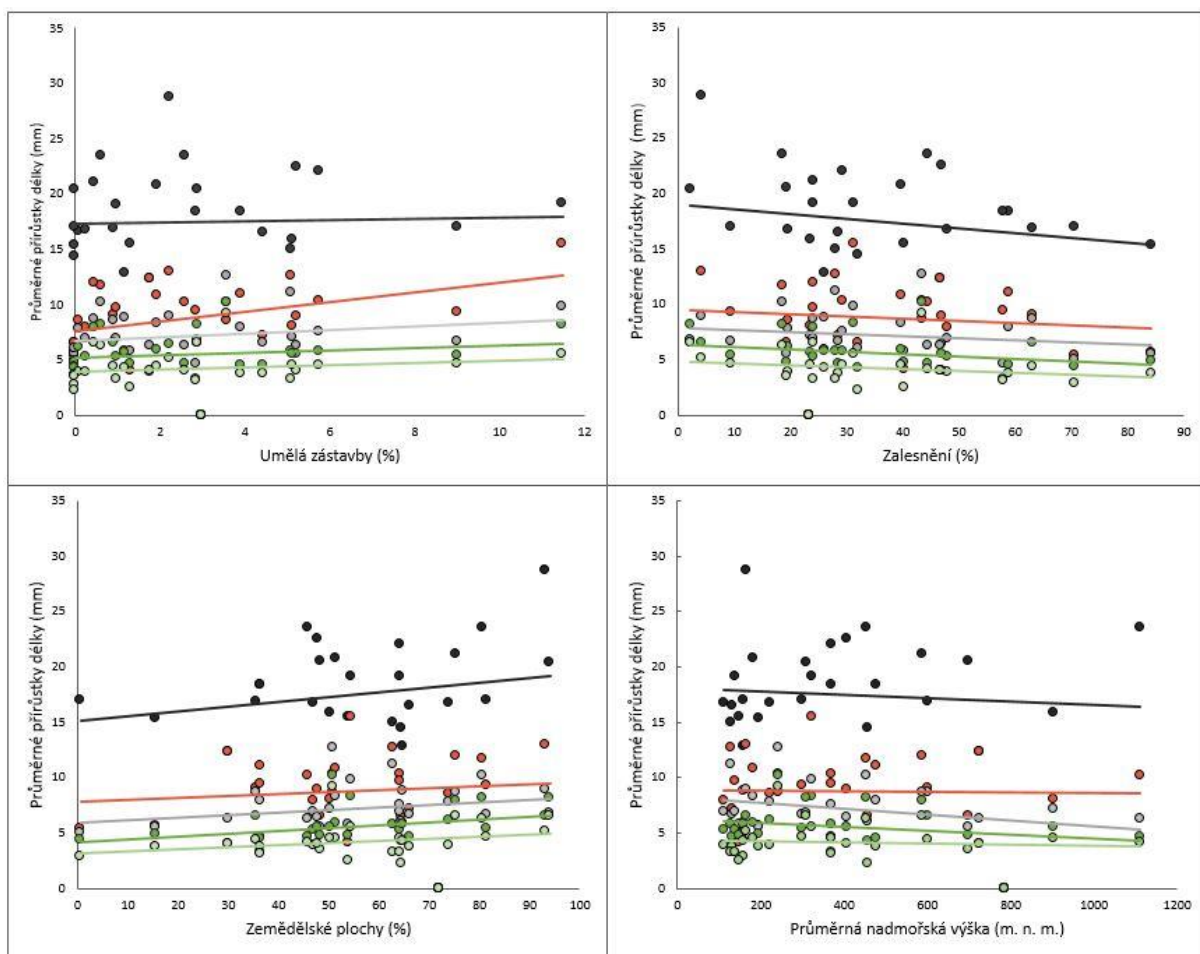 Průměrné přírůstky délky (mm)
35
30
25
20
15
10
5
0
0 2 4 6 8 10 12
Umělá zástavby (%)
Průměrné přírůstky délky (mm)
35
30
25
20
15
10
5
0
0 10 20 30 40 50 60 70 80 90
Zalesnění (%)
Průměrné přírůstky délky (mm)
35
30
25
20
15
10
5
0
0 10 20 30 40 50 60 70 80 90 100
Zemědělské plochy (%)
Průměrné přírůstky délky (mm)
35
30
25
20
15
10
5
0
0 200 400 600 800 1000 1200
Průměrná nadmořská výška (m. n. m.)